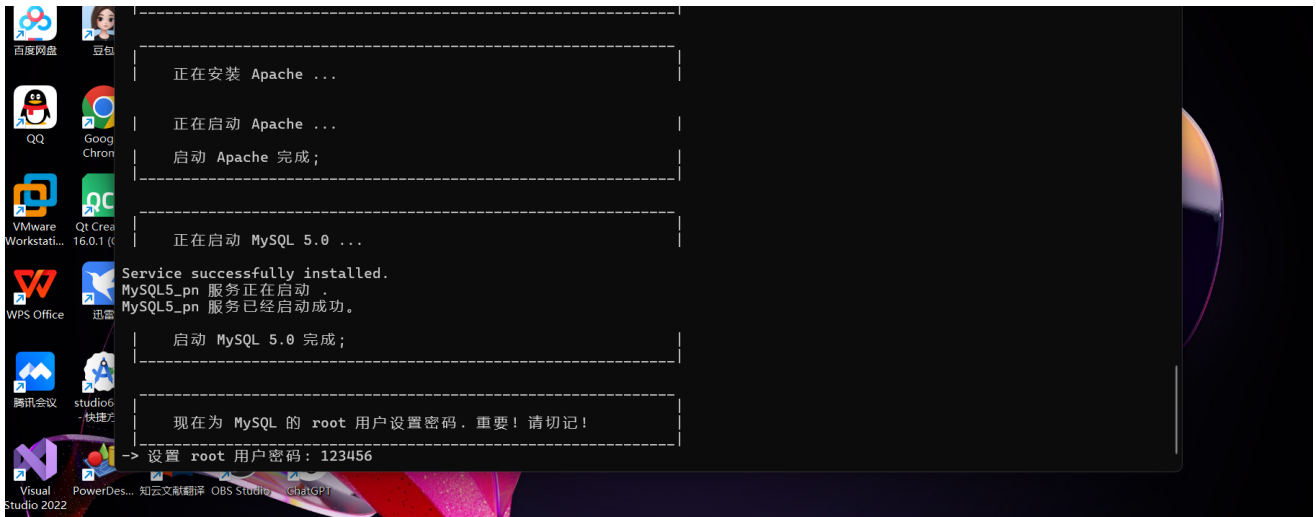 百度网盘
豆包
QQ
Goog
Chrom
VMware
Workstati...
Qt Crea
16.0.1 (C
WPS Office
迅雷
腾讯会议
studio6
- 快捷方
Visual
Studio 2022
PowerDes...
知云文献翻译
OBS Studio
ChatGPT
正在安装 Apache ...
正在启动 Apache ...
启动 Apache 完成;
正在启动 MySQL 5.0 ...
Service successfully installed.
MySQL5_pn 服务正在启动 .
MySQL5_pn 服务已经启动成功。
启动 MySQL 5.0 完成;
现在为 MySQL 的 root 用户设置密码. 重要! 请切记!
-> 设置 root 用户密码: 123456